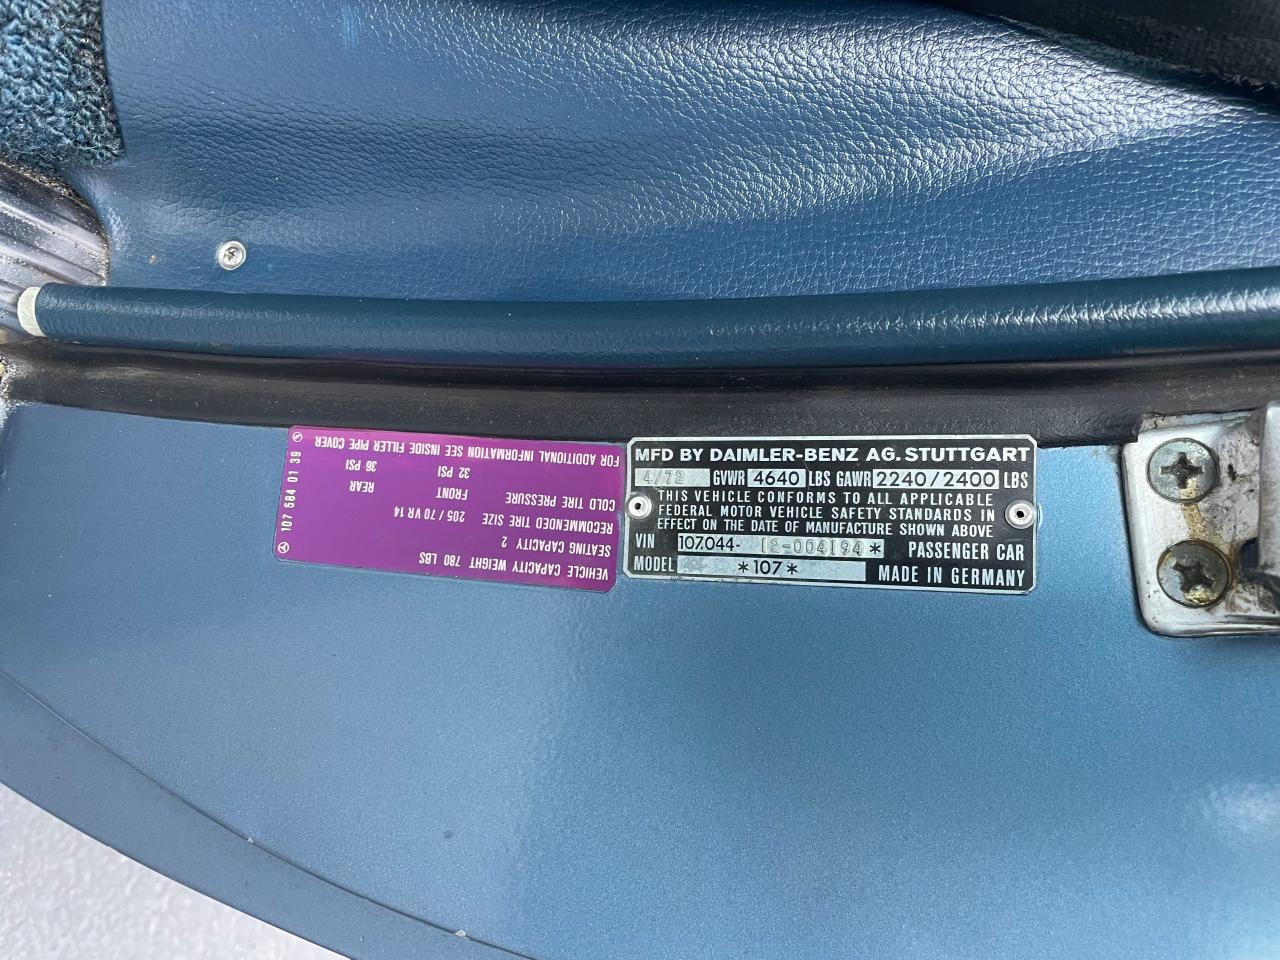 MFD BY DAIMLER-BENZ AG. STUTTGART
4/72 GVWR 4640 LBS GAWR 2240/2400 LBS
THIS VEHICLE CONFORMS TO ALL APPLICABLE
FEDERAL MOTOR VEHICLE SAFETY STANDARDS IN
EFFECT ON THE DATE OF MANUFACTURE SHOWN ABOVE
VIN 107.044- 12-004194* PASSENGER CAR
MODEL *107* MADE IN GERMANY
VEHICLE CAPACITY WEIGHT 780 LBS
SEATING CAPACITY 2
RECOMMENDED TIRE SIZE 205 / 70 VR 14
COLD TIRE PRESSURE FRONT REAR
32 PSI 36 PSI
FOR ADDITIONAL INFORMATION SEE INSIDE FILLER PIPE COVER
107 584 01 39